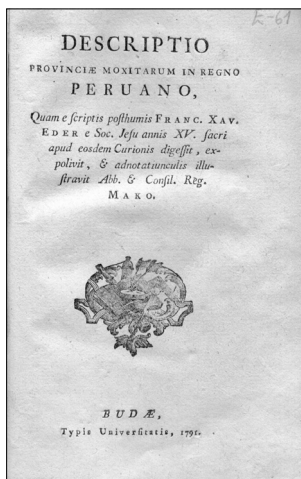 E-61
DESCRIPTIO
PROVINCIÆ MOXITARUM IN REGNO
PERUANO,
Quam e ſcriptis poſthumis FRANC. XAV.
EDER e Soc. Jeſu annis XV. ſacri
apud eosdem Curionis digeſſit, ex-
polivit, & adnotatiunculis illu-
ſtravit Abb. & Conſil. Reg.
MAKO.
BUDÆ,
Typis Univerſitatis, 1791.